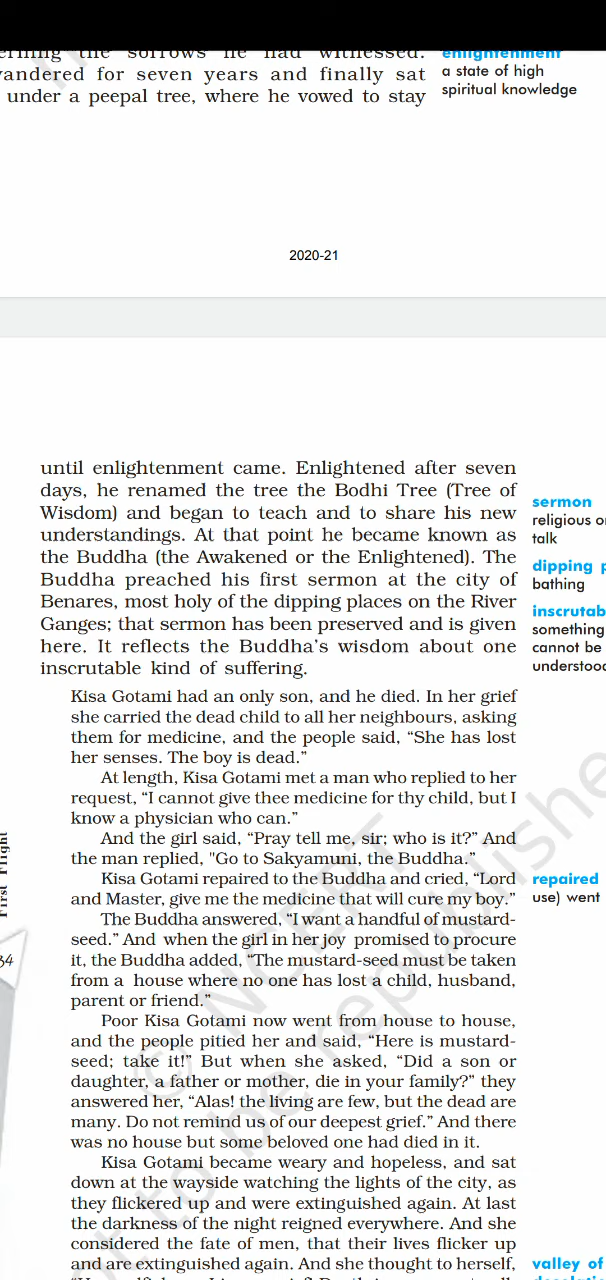 erning the sorrows he had witnessed.
wandered for seven years and finally sat
under a peepal tree, where he vowed to stay
enlightenment
a state of high
spiritual knowledge
2020-21
until enlightenment came. Enlightened after seven
days, he renamed the tree the Bodhi Tree (Tree of
Wisdom) and began to teach and to share his new
understandings. At that point he became known as
the Buddha (the Awakened or the Enlightened). The
Buddha preached his first sermon at the city of
Benares, most holy of the dipping places on the River
Ganges; that sermon has been preserved and is given
here. It reflects the Buddha's wisdom about one
inscrutable kind of suffering.
sermon
religious o
talk
dipping p
bathing
inscrutab
something
cannot be
understoo
Kisa Gotami had an only son, and he died. In her grief
she carried the dead child to all her neighbours, asking
them for medicine, and the people said, “She has lost
her senses. The boy is dead.”
At length, Kisa Gotami met a man who replied to her
request, “I cannot give thee medicine for thy child, but I
know a physician who can.”
And the girl said, “Pray tell me, sir; who is it?” And
the man replied, "Go to Sakyamuni, the Buddha.”
Kisa Gotami repaired to the Buddha and cried, “Lord
and Master, give me the medicine that will cure my boy.”
repaired
use) went
The Buddha answered, “I want a handful of mustard-
seed.” And when the girl in her joy promised to procure
it, the Buddha added, “The mustard-seed must be taken
from a house where no one has lost a child, husband,
parent or friend.”
Poor Kisa Gotami now went from house to house,
and the people pitied her and said, “Here is mustard-
seed; take it!” But when she asked, “Did a son or
daughter, a father or mother, die in your family?” they
answered her, “Alas! the living are few, but the dead are
many. Do not remind us of our deepest grief.” And there
was no house but some beloved one had died in it.
Kisa Gotami became weary and hopeless, and sat
down at the wayside watching the lights of the city, as
they flickered up and were extinguished again. At last
the darkness of the night reigned everywhere. And she
considered the fate of men, that their lives flicker up
and are extinguished again. And she thought to herself,
valley of
First Flight
34
© NCERT
not to be republishe